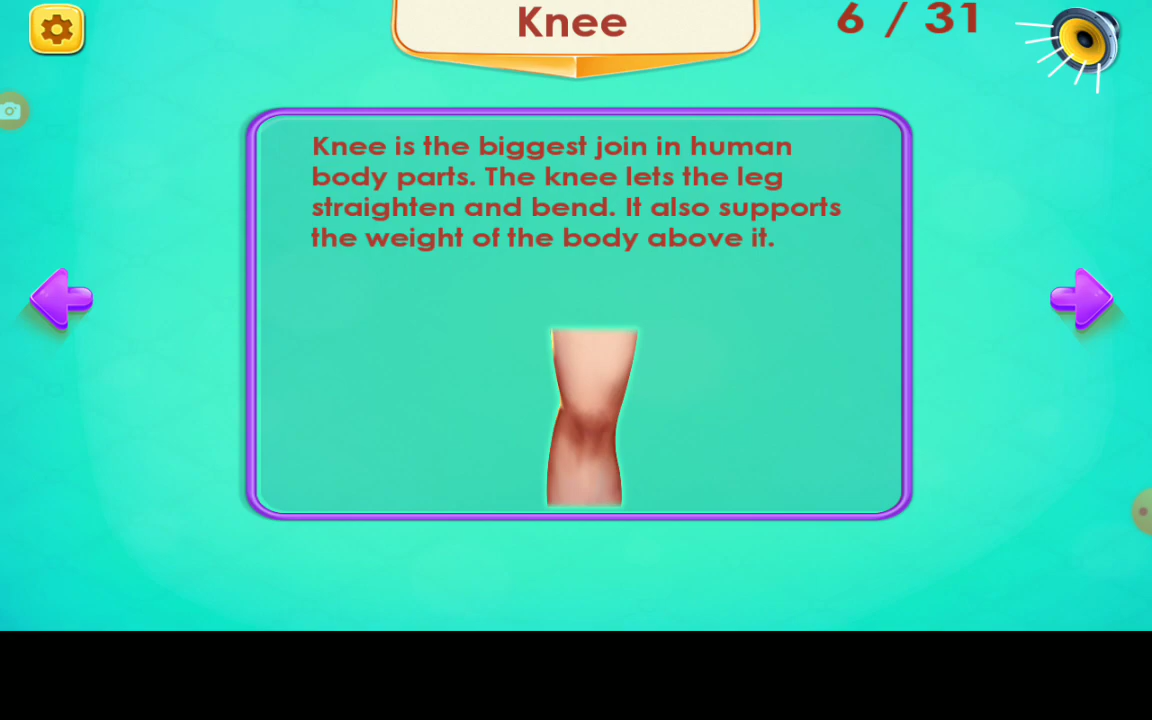 Knee
6 / 31
Knee is the biggest join in human
body parts. The knee lets the leg
straighten and bend. It also supports
the weight of the body above it.